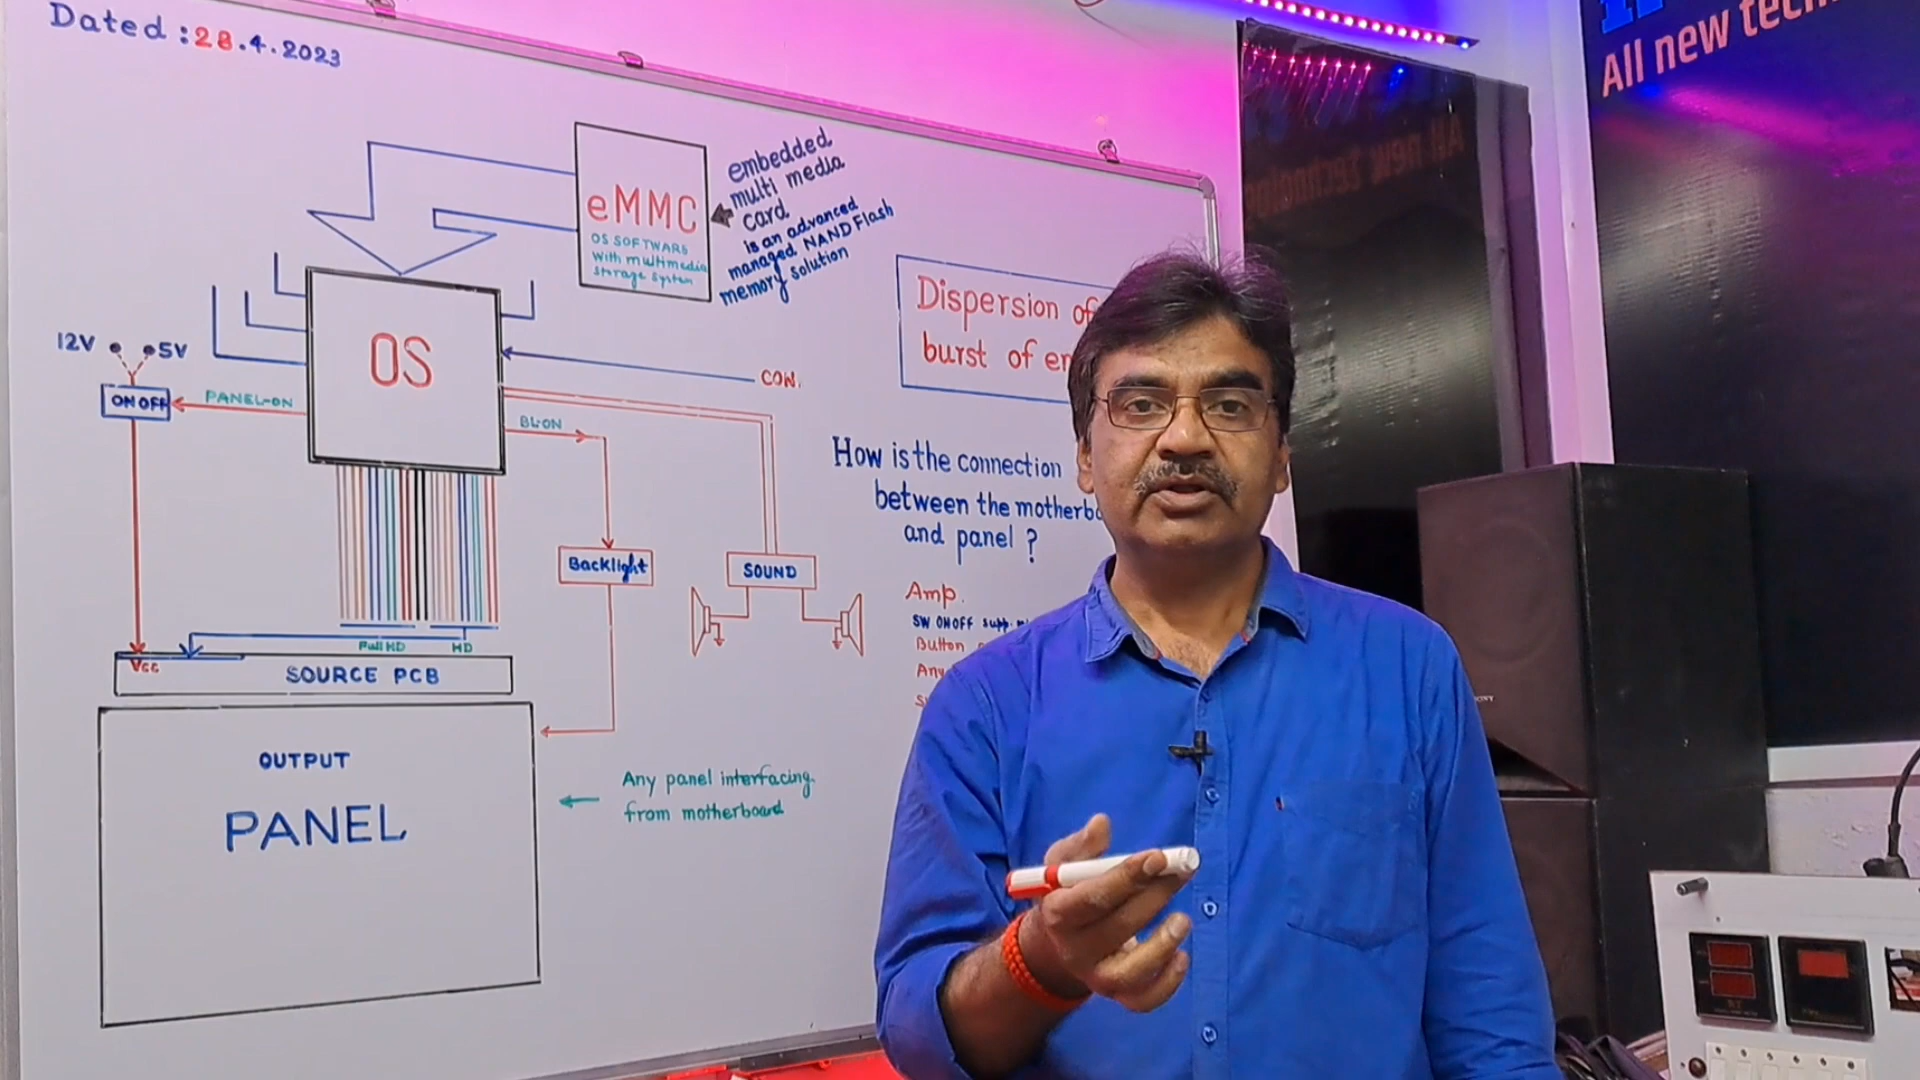 Dated : 28.4.2023
All new
eMMC
OS SOFTWARE
with multimedia
storage system
embedded
multi media
card
is an advanced
managed NAND Flash
memory solution
Dispersion of
burst of
OS
12V
5V
ON OFF
PANEL-ON
CON.
BL-ON
How is the connection
between the
and panel ?
Backlight
SOUND
Amp.
SW ON OFF
Button
Full HD
HD
Vcc
SOURCE PCB
OUTPUT
PANEL
Any panel interfacing
from motherboard